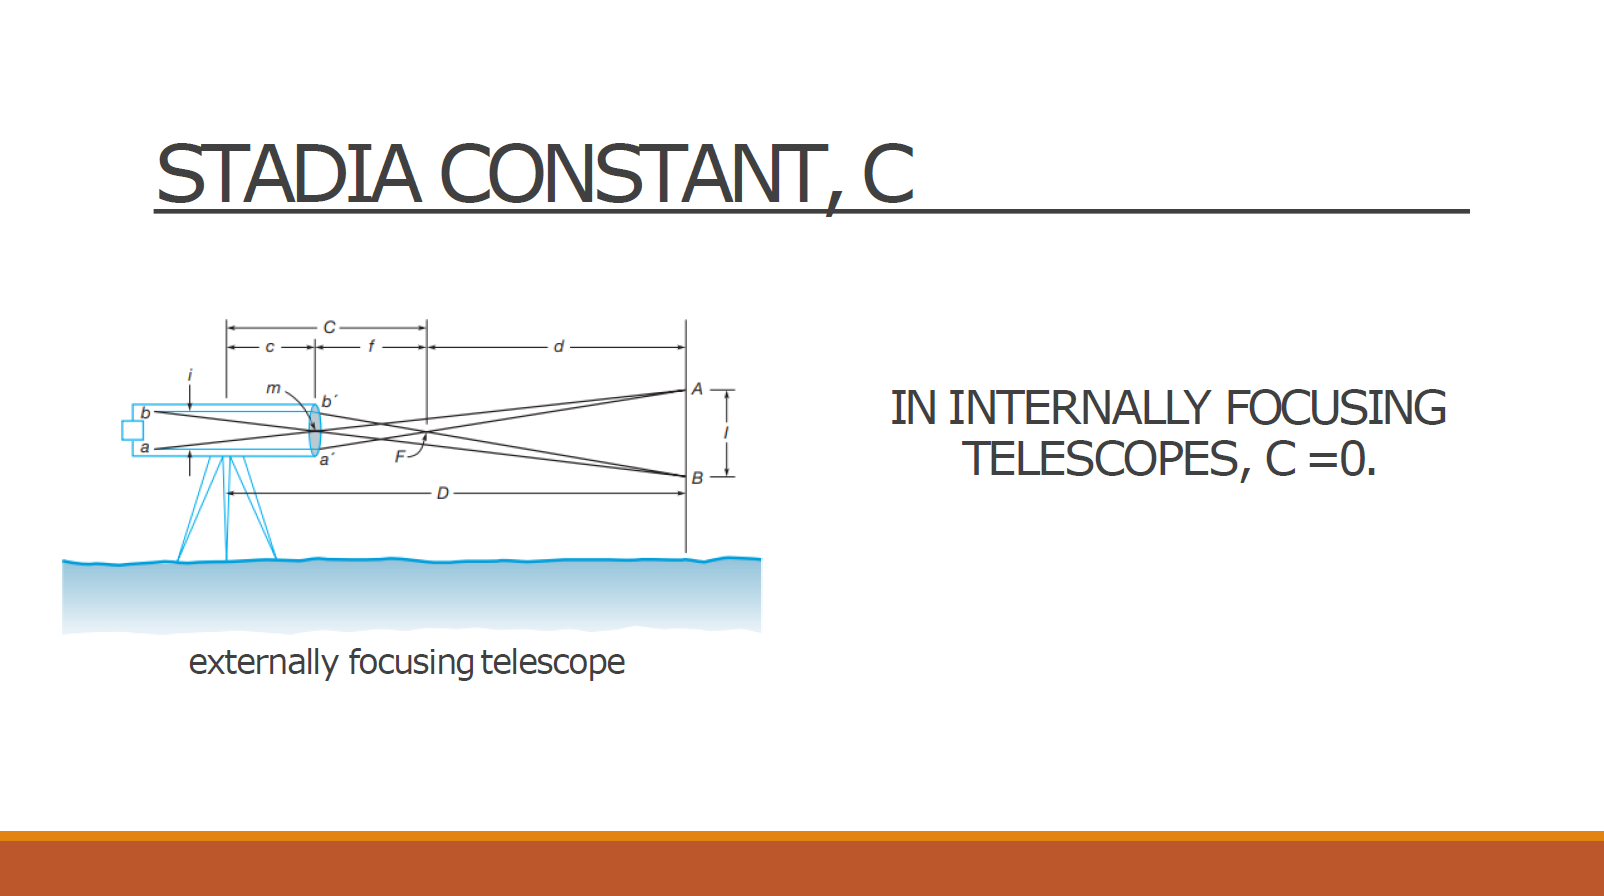 STADIA CONSTANT, C
C
c f d
i
m
b´
A
b
I
a
a´
F
B
D
IN INTERNALLY FOCUSING
TELESCOPES, C =0.
externally focusing telescope